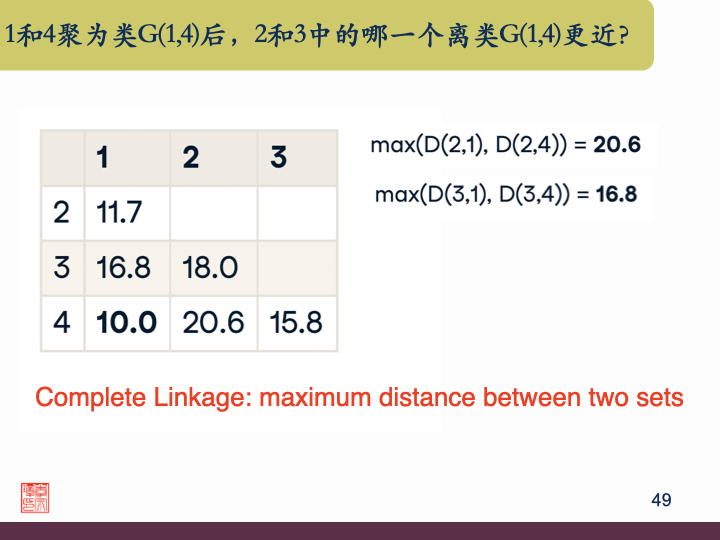 1和4聚为类G(1,4)后，2和3中的哪一个离类G(1,4)更近?
1 2 3
2 11.7
3 16.8 18.0
4 10.0 20.6 15.8
max(D(2,1), D(2,4)) = 20.6
max(D(3,1), D(3,4)) = 16.8
Complete Linkage: maximum distance between two sets
49